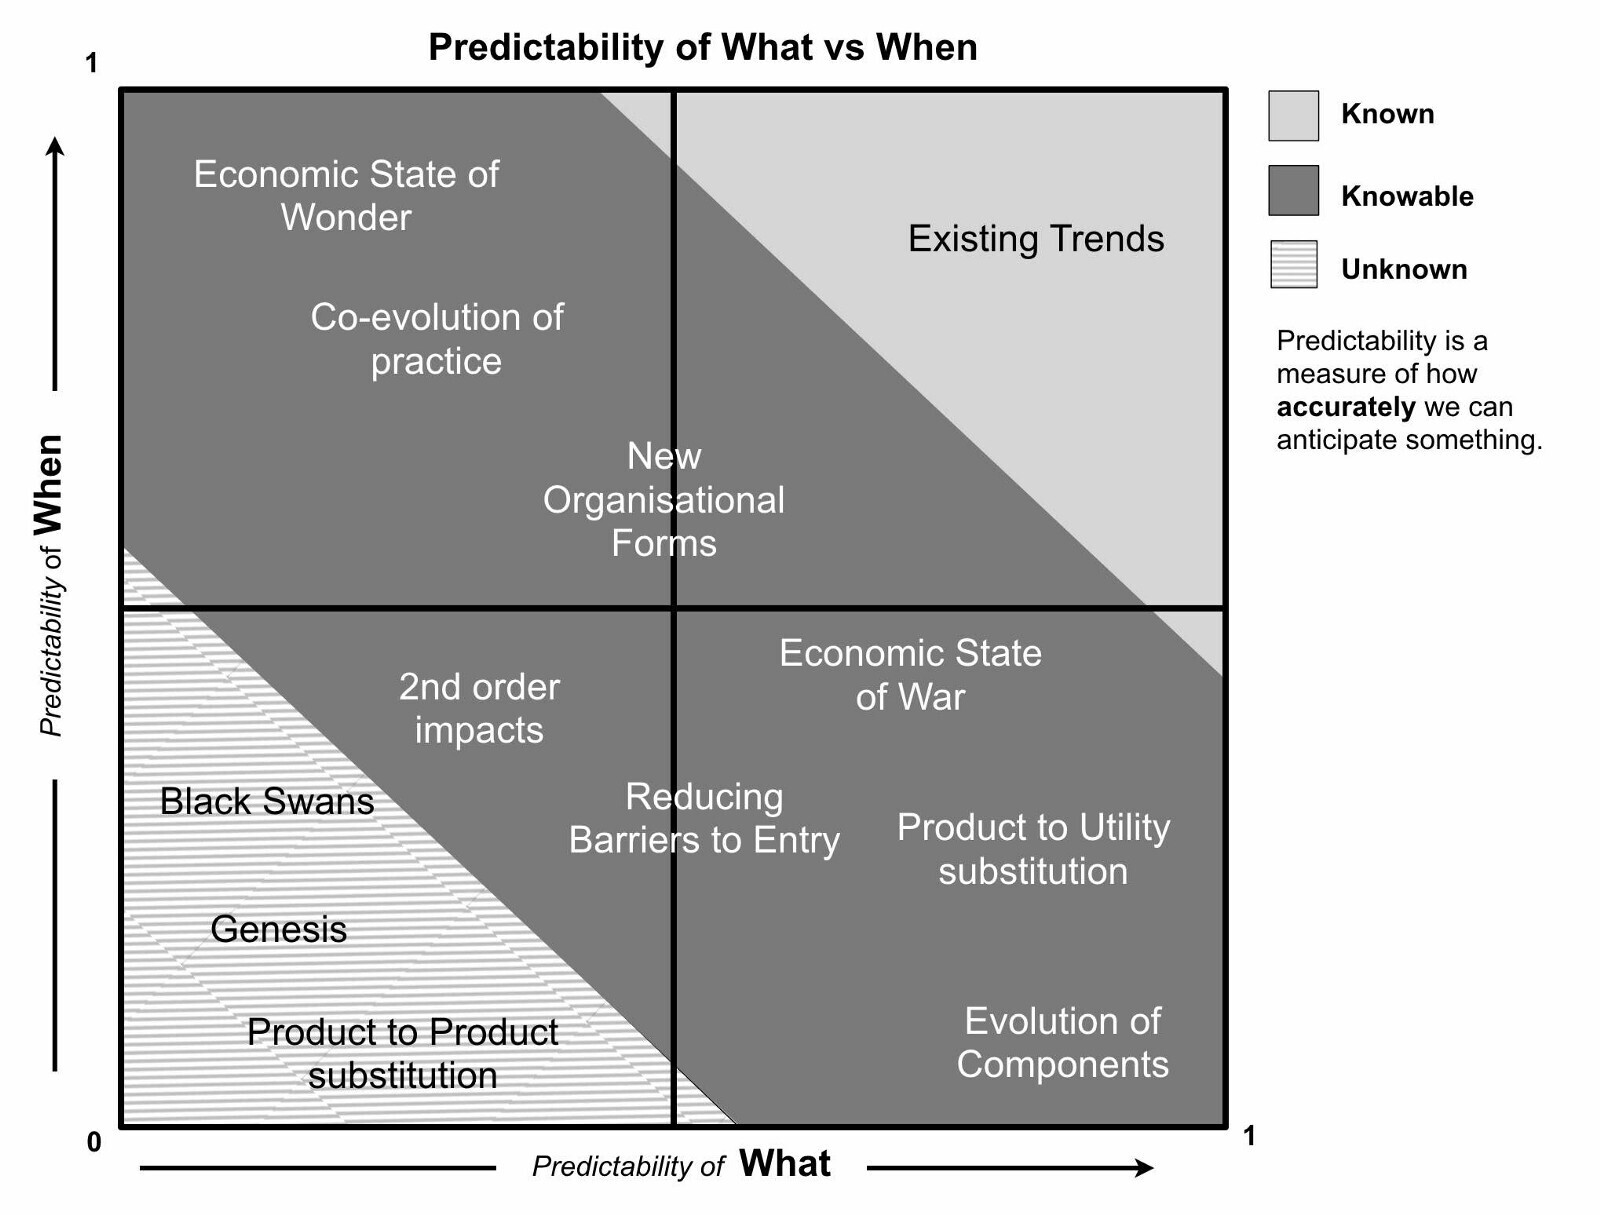 Predictability of What vs When
1
Known
Knowable
Unknown
Predictability is a
measure of how
accurately we can
anticipate something.
Economic State of
Wonder
Existing Trends
Co-evolution of
practice
New
Organisational
Forms
Predictability of When
Economic State
of War
2nd order
impacts
Black Swans
Reducing
Barriers to Entry
Product to Utility
substitution
Genesis
Product to Product
substitution
Evolution of
Components
0
1
Predictability of What